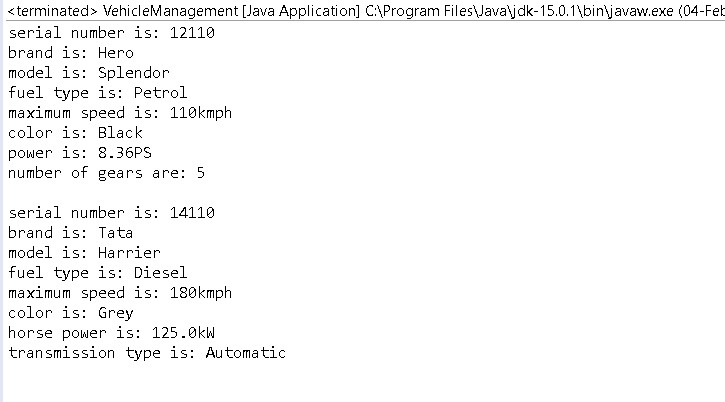 <terminated> VehicleManagement [Java Application] C:\Program Files\Java\jdk-15.0.1\bin\javaw.exe (04-Feb
serial number is: 12110
brand is: Hero
model is: Splendor
fuel type is: Petrol
maximum speed is: 110kmph
color is: Black
power is: 8.36PS
number of gears are: 5
serial number is: 14110
brand is: Tata
model is: Harrier
fuel type is: Diesel
maximum speed is: 180kmph
color is: Grey
horse power is: 125.0kW
transmission type is: Automatic